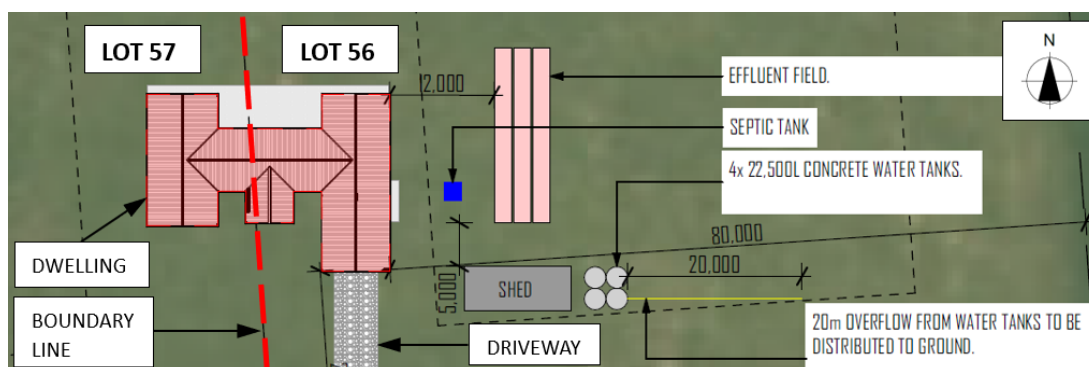 LOT 57
LOT 56
N
2,000
EFFLUENT FIELD.
SEPTIC TANK
4x 22,500L CONCRETE WATER TANKS.
80,000
DWELLING
20,000
5,000
SHED
BOUNDARY
LINE
DRIVEWAY
20m OVERFLOW FROM WATER TANKS TO BE
DISTRIBUTED TO GROUND.